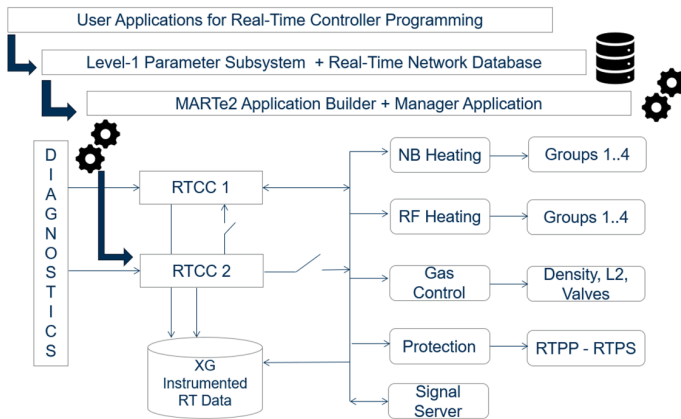 User Applications for Real-Time Controller Programming
Level-1 Parameter Subsystem + Real-Time Network Database
MARTe2 Application Builder + Manager Application
DIAGNOSTICS
RTCC 1
RTCC 2
XG
Instrumented
RT Data
NB Heating
Groups 1..4
RF Heating
Groups 1..4
Gas
Control
Density, L2,
Valves
Protection
RTPP - RTPS
Signal
Server